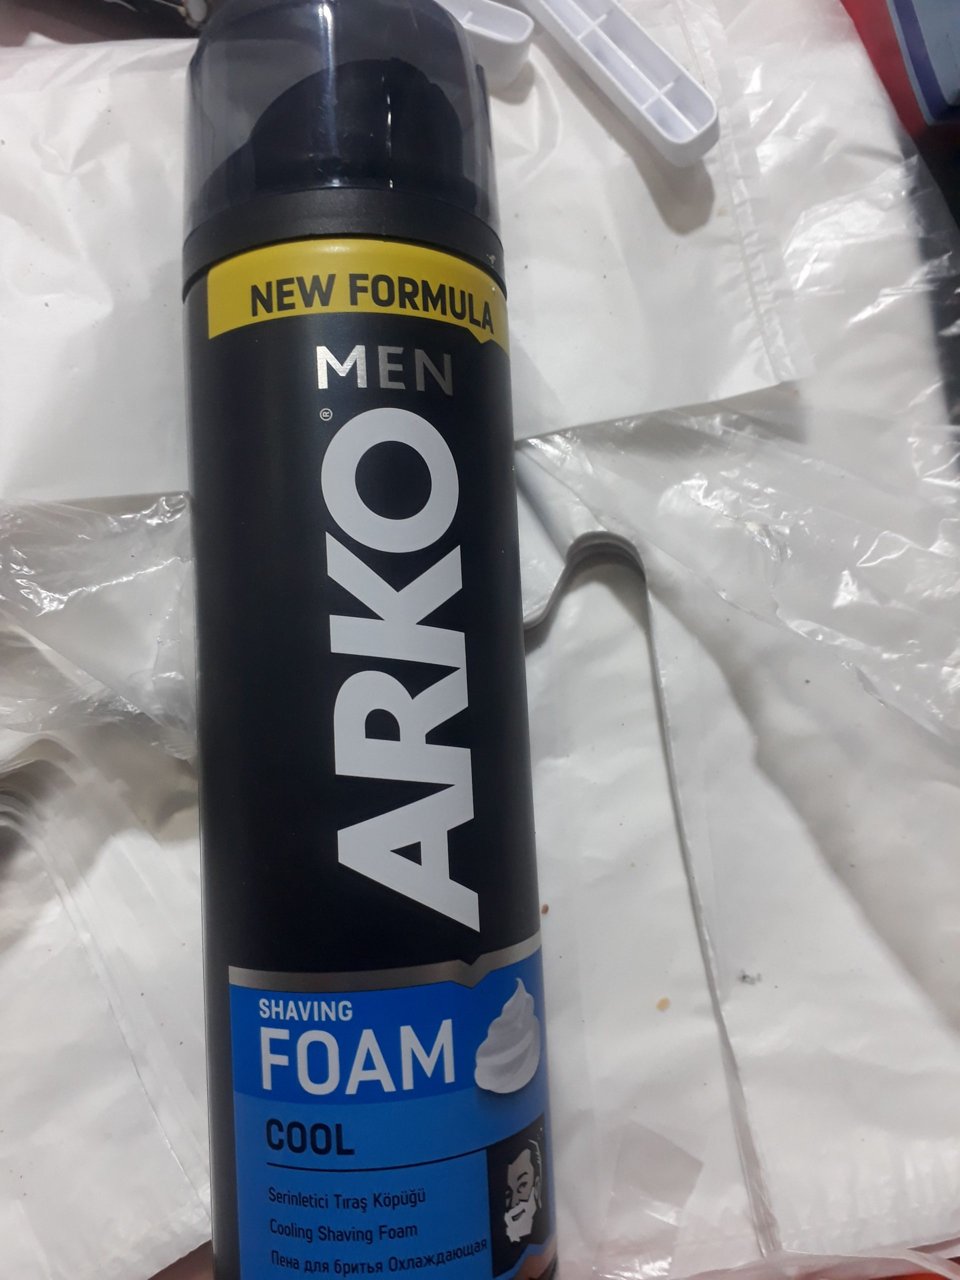 NEW FORMULA
MEN
ARKO®
SHAVING
FOAM
COOL
Serinletici Tıraş Köpüğü
Cooling Shaving Foam
Пена для бритья Охлаждающая